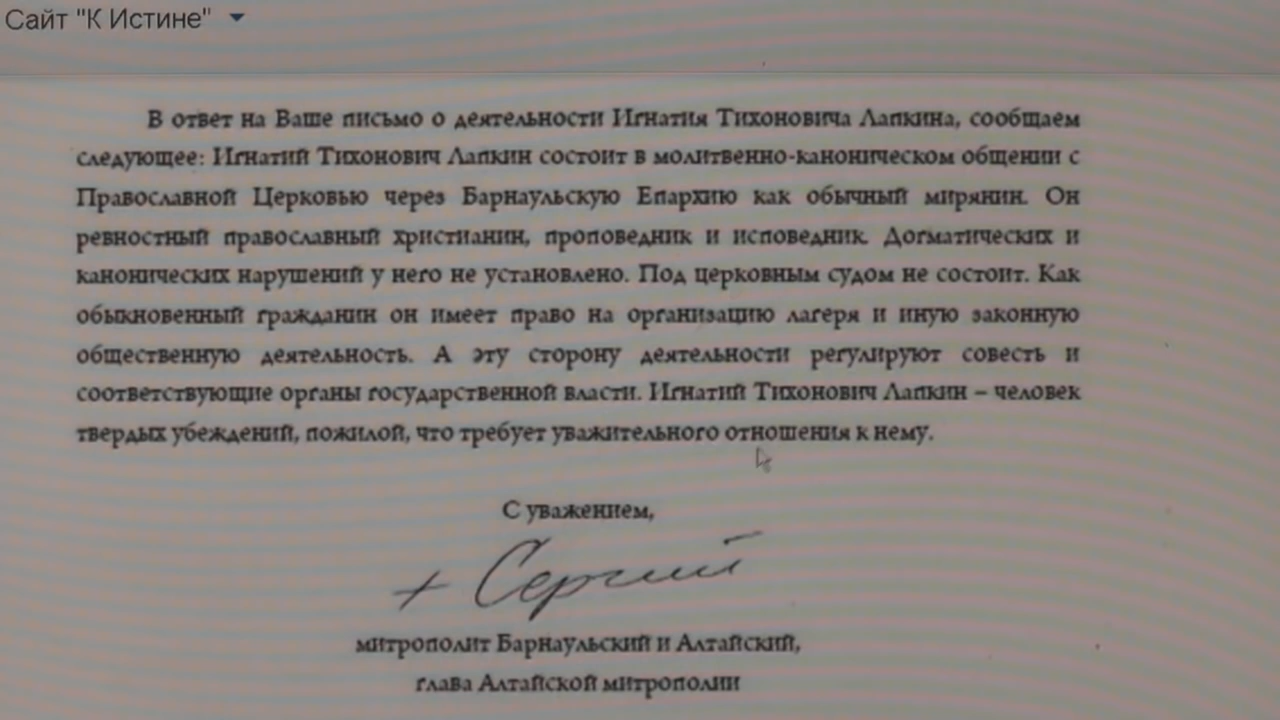 Сайт "К Истине"
В ответ на Ваше письмо о деятельности Игнатия Тихоновича Лапкина, сообщаем
следующее: Игнатий Тихонович Лапкин состоит в молитвенно-каноническом общении с
Православной Церковью через Барнаульскую Епархию как обычный мирянин. Он
ревностный православный христианин, проповедник и исповедник. Догматических и
канонических нарушений у него не установлено. Под церковным судом не состоит. Как
обыкновенный гражданин он имеет право на организацию лагеря и иную законную
общественную деятельность. А эту сторону деятельности регулируют совесть и
соответствующие органы государственной власти. Игнатий Тихонович Лапкин – человек
твердых убеждений, пожилой, что требует уважительного отношения к нему.
С уважением,
+ Сергий
митрополит Барнаульский и Алтайский,
глава Алтайской митрополии